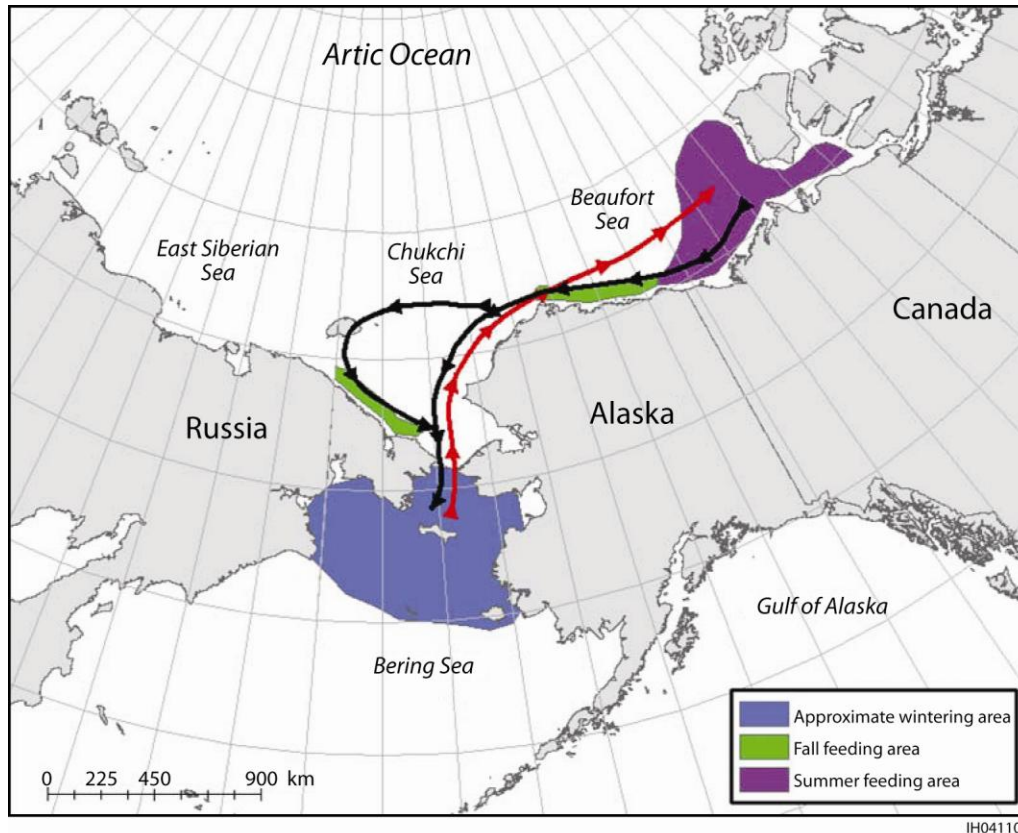 Artic Ocean
Beaufort
Sea
East Siberian
Sea
Chukchi
Sea
Canada
Russia
Alaska
Gulf of Alaska
Bering Sea
Approximate wintering area
Fall feeding area
Summer feeding area
0 225 450 900 km
IH04110